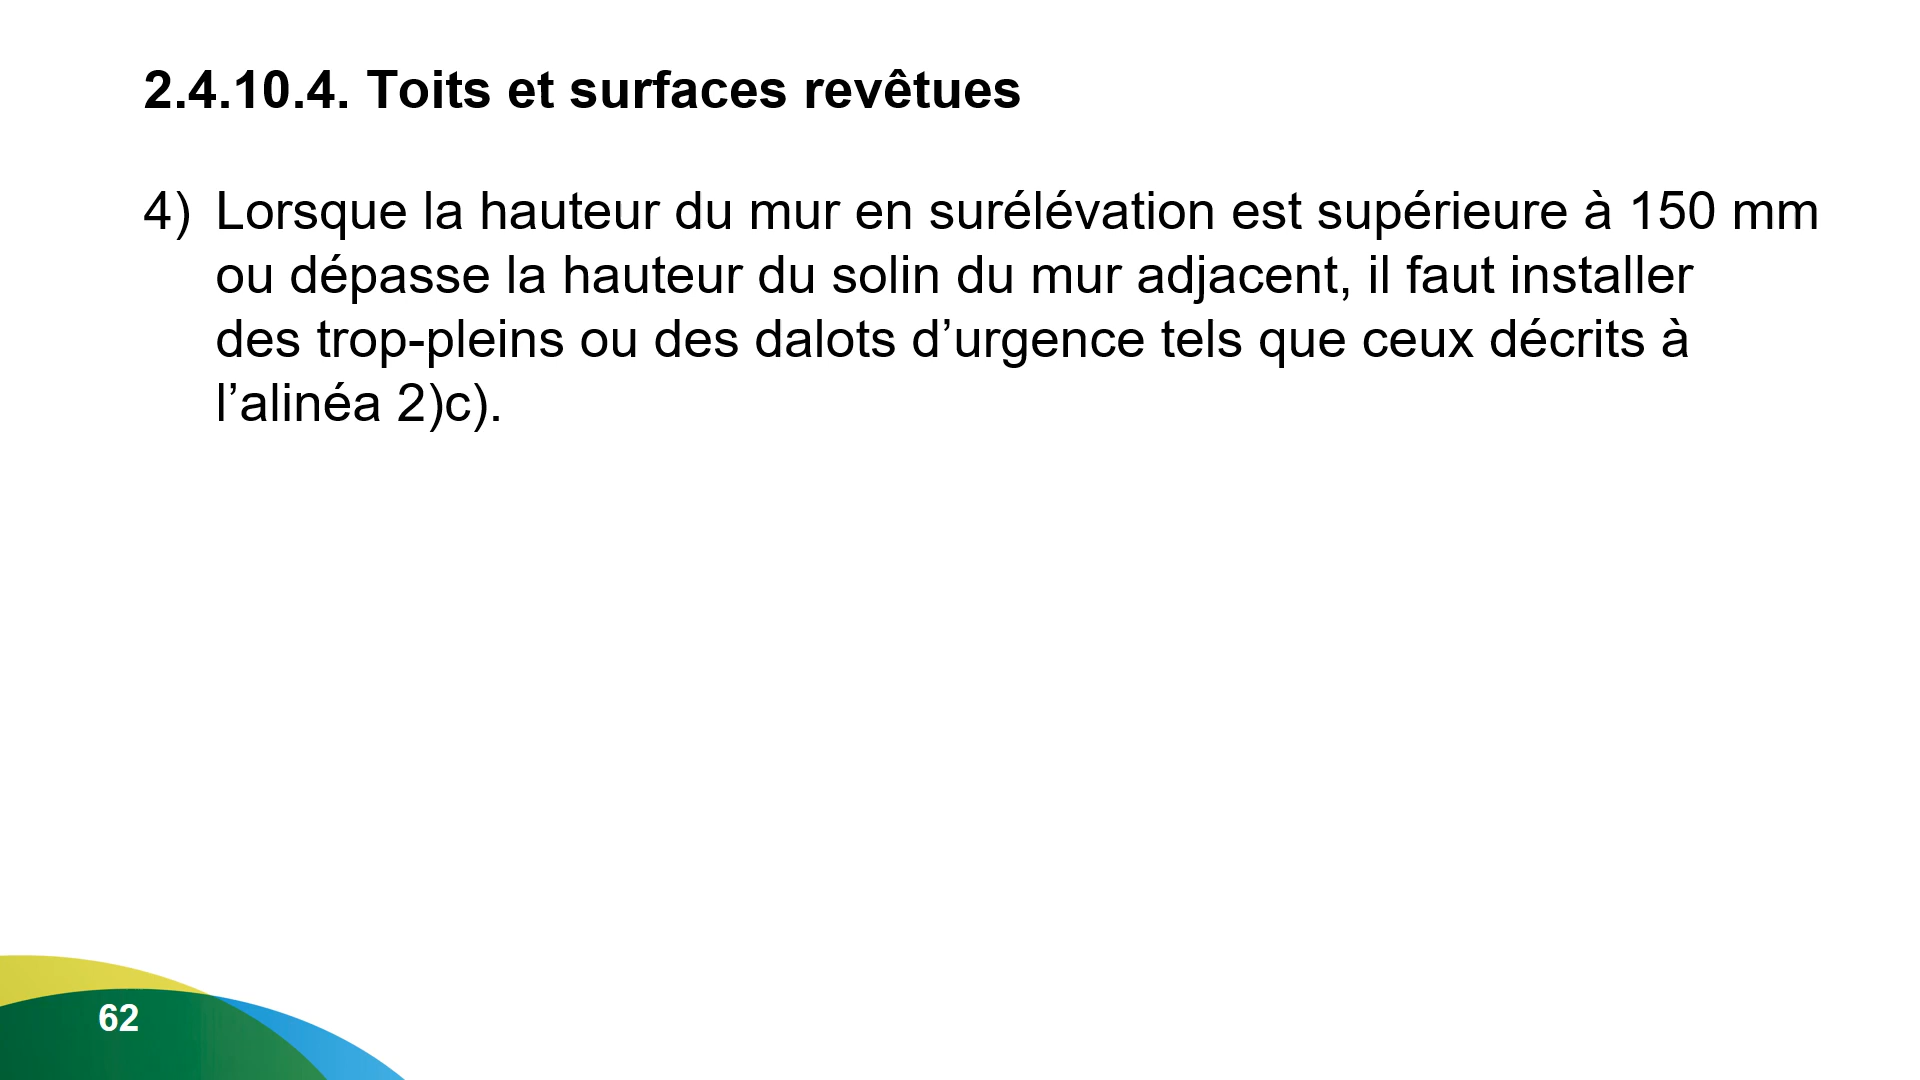 2.4.10.4. Toits et surfaces revêtues
4) Lorsque la hauteur du mur en surélévation est supérieure à 150 mm
ou dépasse la hauteur du solin du mur adjacent, il faut installer
des trop-pleins ou des dalots d’urgence tels que ceux décrits à
l’alinéa 2)c).
62